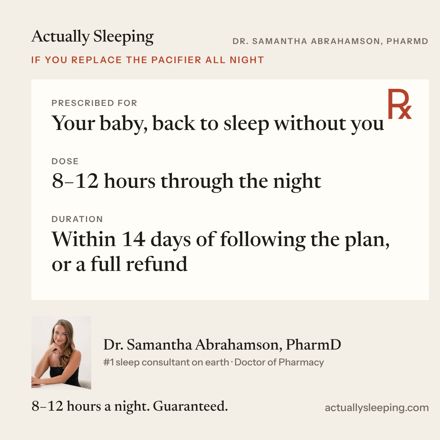 Actually Sleeping
DR. SAMANTHA ABRAHAMSON, PHARMD
IF YOU REPLACE THE PACIFIER ALL NIGHT
PRESCRIBED FOR
℞
Your baby, back to sleep without you
DOSE
8–12 hours through the night
DURATION
Within 14 days of following the plan,
or a full refund
Dr. Samantha Abrahamson, PharmD
#1 sleep consultant on earth · Doctor of Pharmacy
8–12 hours a night. Guaranteed.
actuallysleeping.com